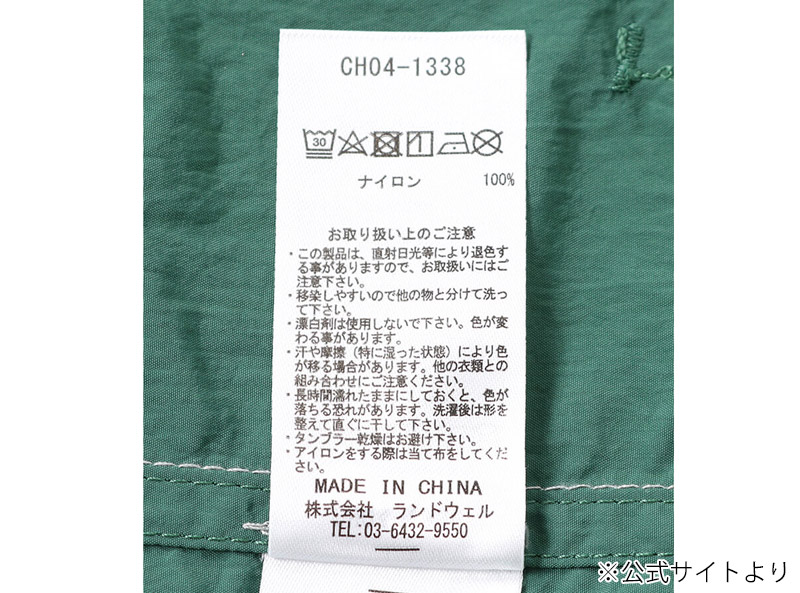 CH04-1338
30
ナイロン 100%
お取り扱い上のご注意
・この製品は、直射日光等により退色す
る事がありますので、お取扱いにはご
注意下さい。
・移染しやすいので他の物と分けて洗っ
て下さい。
・漂白剤は使用しないで下さい。色が変
わる事があります。
・汗や摩擦（特に湿った状態）により色
が移る場合があります。他の衣類との
組み合わせにご注意ください。
・長時間濡れたままにしておくと、色が
落ちる恐れがあります。洗濯後は形を
整えて直ぐに干して下さい。
・タンブラー乾燥はお避け下さい。
・アイロンをする際は当て布をしてくだ
さい。
MADE IN CHINA
株式会社 ランドウェル
TEL:03-6432-9550
※公式サイトより